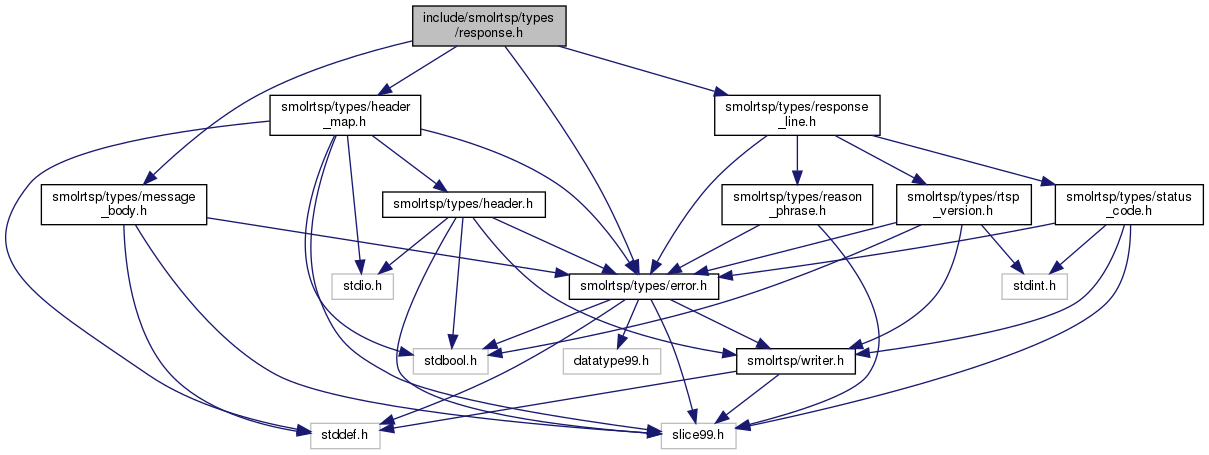 include/smolrtsp/types
/response.h
smolrtsp/types/header
_map.h
smolrtsp/types/response
_line.h
smolrtsp/types/message
_body.h
smolrtsp/types/header.h
smolrtsp/types/reason
_phrase.h
smolrtsp/types/rtsp
_version.h
smolrtsp/types/status
_code.h
stdio.h
smolrtsp/types/error.h
stdint.h
stdbool.h
datatype99.h
smolrtsp/writer.h
stddef.h
slice99.h